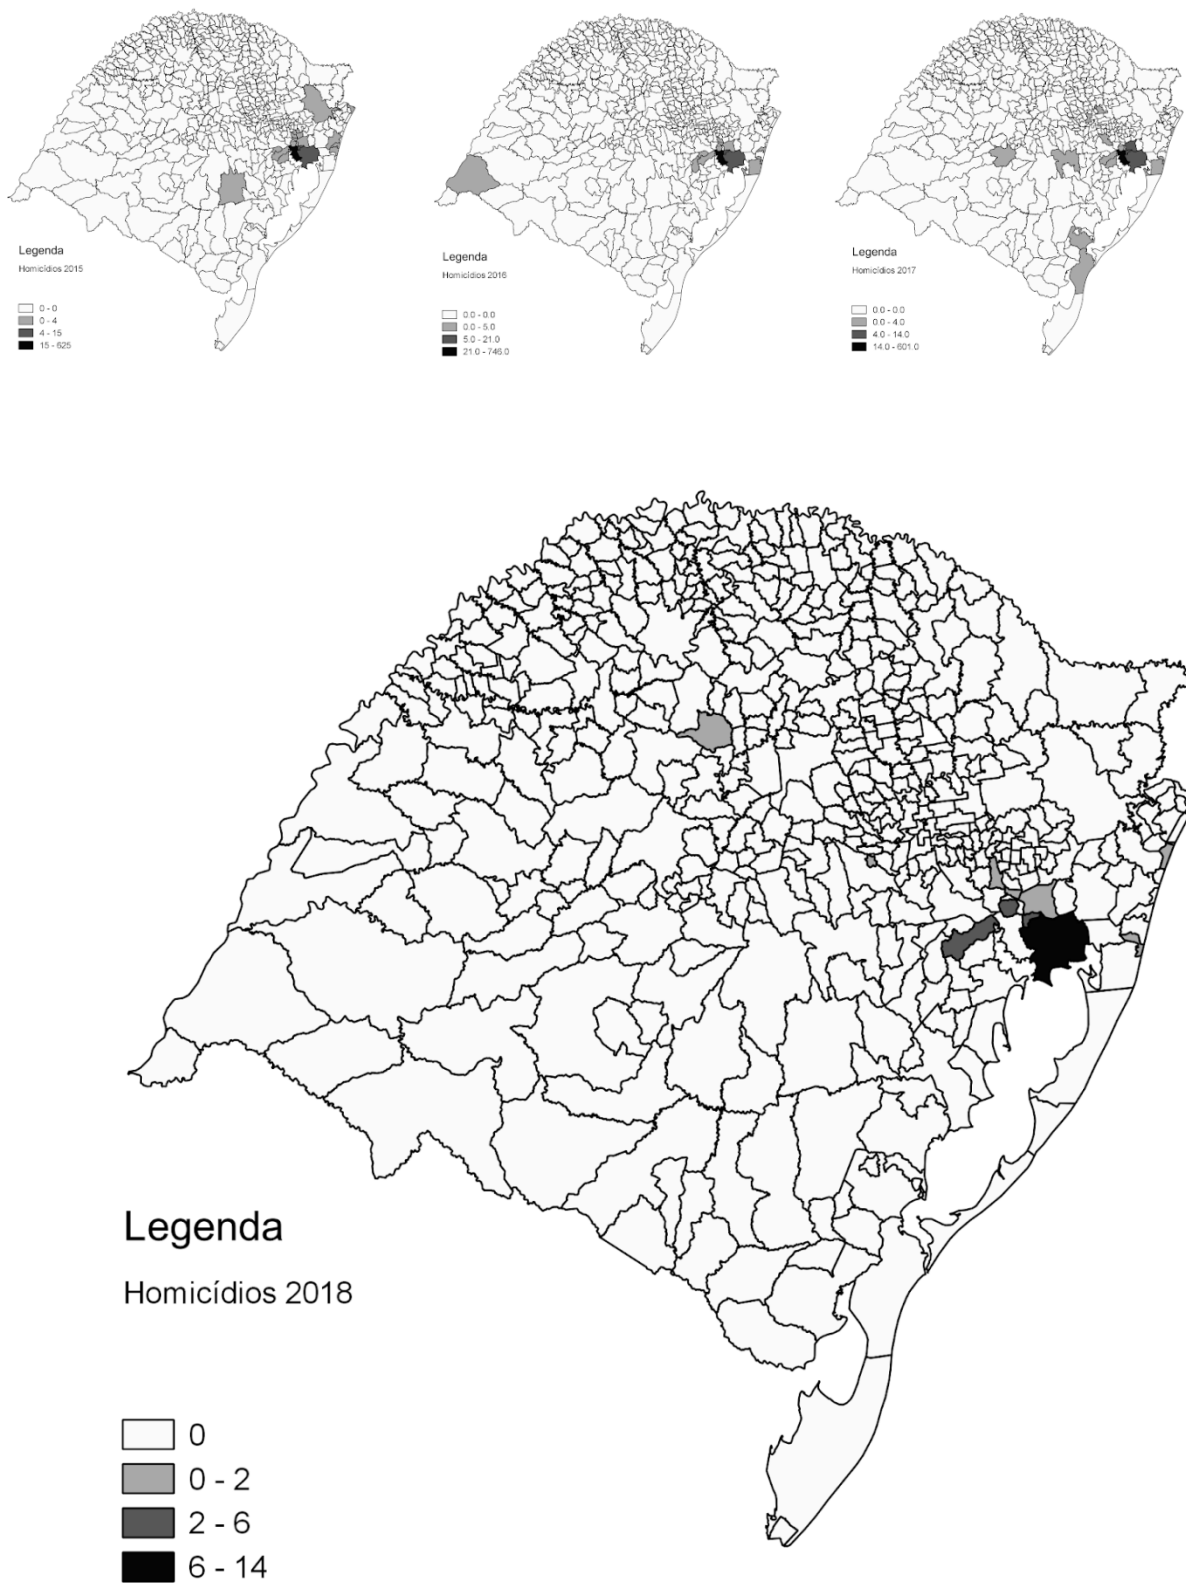 Legenda
Homicídios 2015
0 - 0
0 - 4
4 - 15
15 - 625
Legenda
Homicídios 2016
0.0 - 0.0
0.0 - 5.0
5.0 - 21.0
21.0 - 746.0
Legenda
Homicídios 2017
0.0 - 0.0
0.0 - 4.0
4.0 - 14.0
14.0 - 601.0
Legenda
Homicídios 2018
0
0 - 2
2 - 6
6 - 14